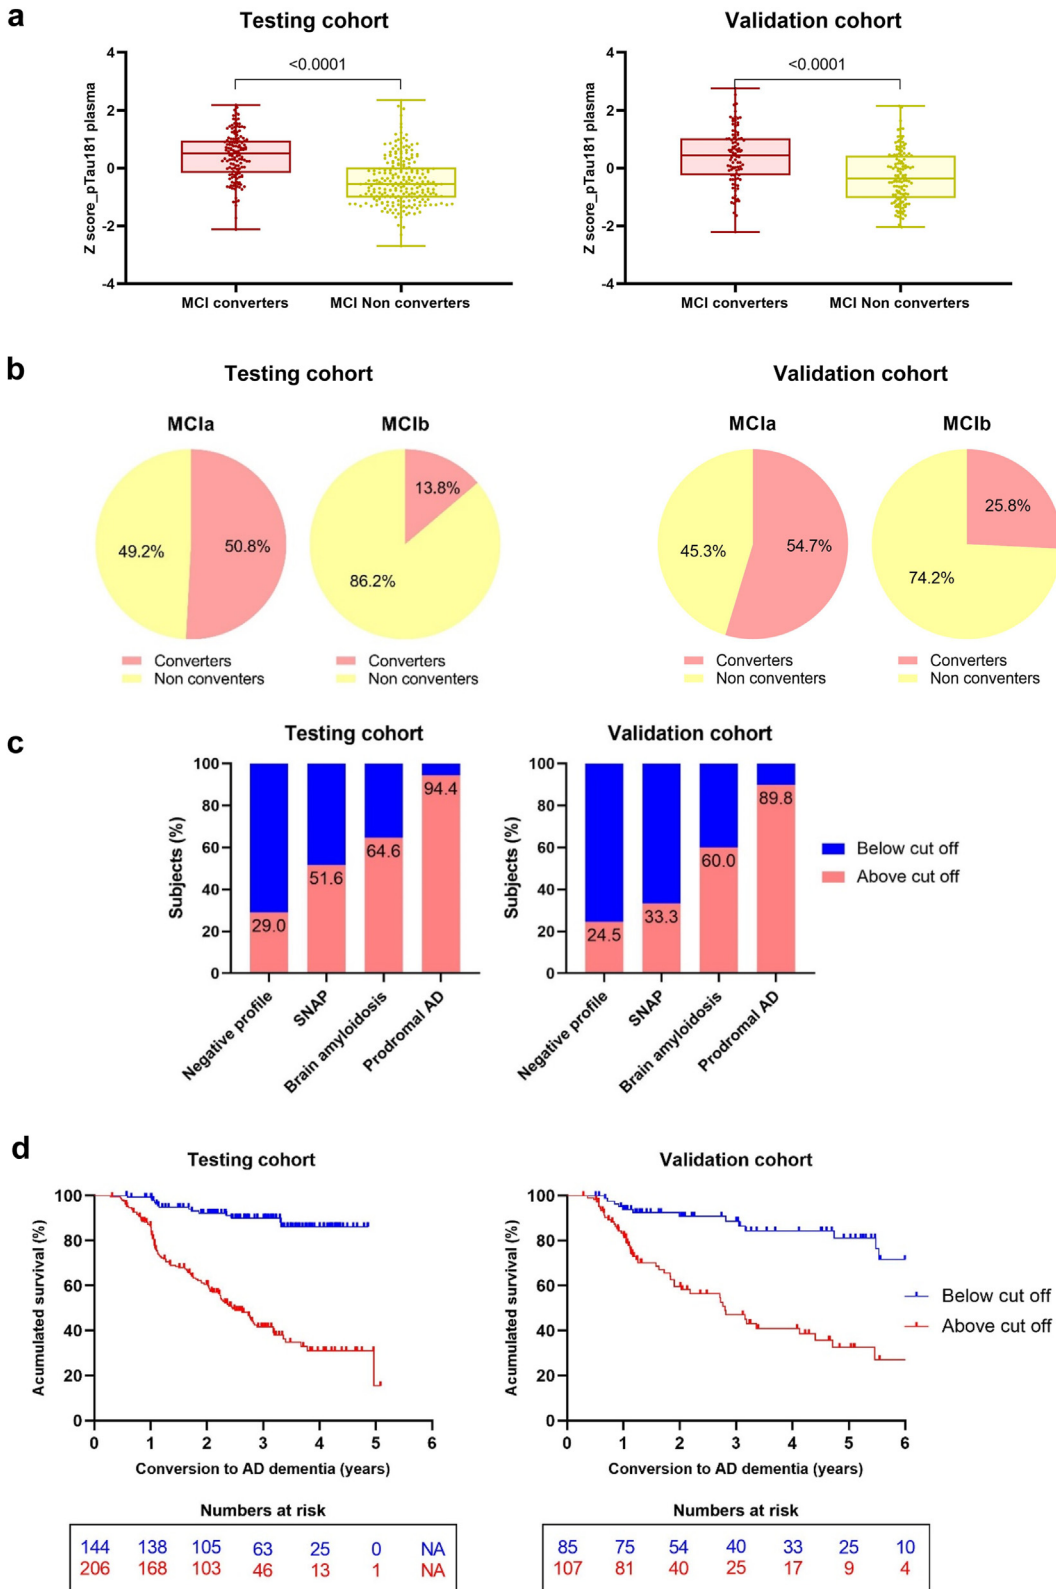 a
Testing cohort
Validation cohort
4
2
0
-2
-4
Z score_pTau181 plasma
<0.0001
MCI converters
MCI Non converters
4
2
0
-2
-4
Z score_pTau181 plasma
<0.0001
MCI converters
MCI Non converters
b
Testing cohort
Validation cohort
MCIa
MCIb
MCIa
MCIb
49.2%
50.8%
13.8%
86.2%
45.3%
54.7%
25.8%
74.2%
Converters
Non conventers
Converters
Non conventers
Converters
Non conventers
Converters
Non conventers
c
Testing cohort
Validation cohort
Subjects (%)
100
80
60
40
20
0
29.0
51.6
64.6
94.4
Negative profile
SNAP
Brain amyloidosis
Prodromal AD
Subjects (%)
100
80
60
40
20
0
24.5
33.3
60.0
89.8
Negative profile
SNAP
Brain amyloidosis
Prodromal AD
Below cut off
Above cut off
d
Testing cohort
Validation cohort
Acumulated survival (%)
100
80
60
40
20
0
0 1 2 3 4 5 6
Conversion to AD dementia (years)
Acumulated survival (%)
100
80
60
40
20
0
0 1 2 3 4 5 6
Conversion to AD dementia (years)
Below cut off
Above cut off
Numbers at risk
144 138 105 63 25 0 NA
206 168 103 46 13 1 NA
Numbers at risk
85 75 54 40 33 25 10
107 81 40 25 17 9 4